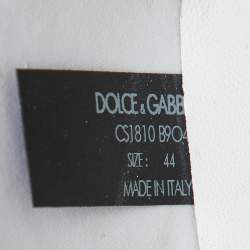 DOLCE & GABB
CS1810 B9O4
SIZE: 44
MADE IN ITALY